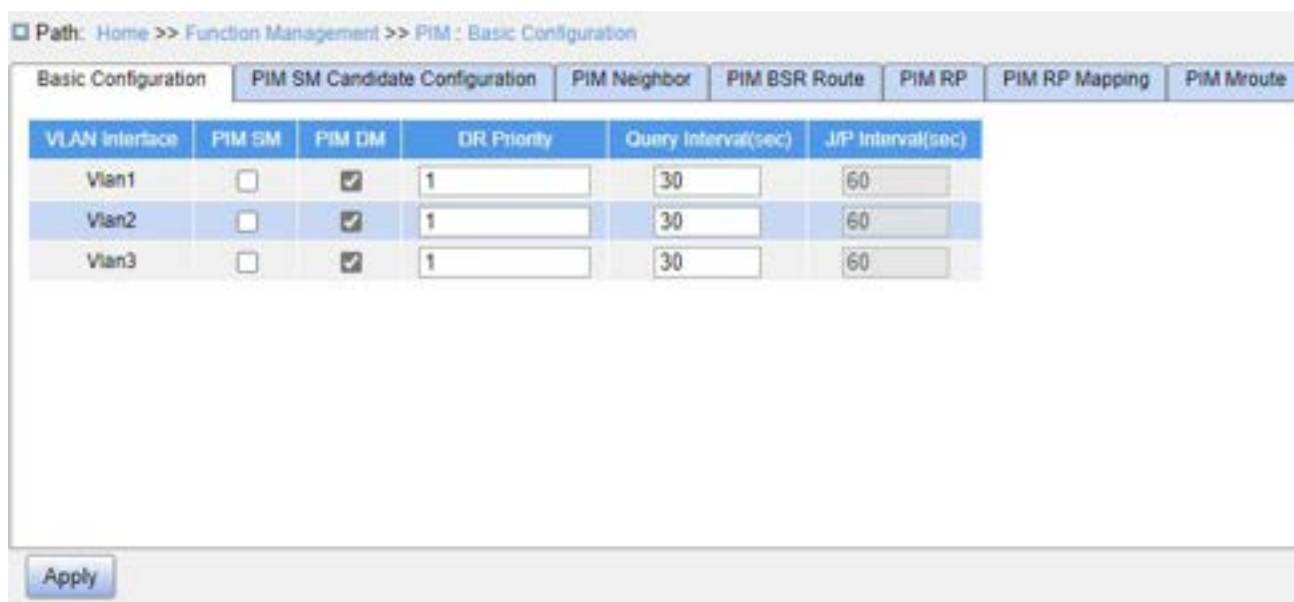 Path: Home >> Function Management >> PIM : Basic Configuration
Basic Configuration PIM SM Candidate Configuration PIM Neighbor PIM BSR Route PIM RP PIM RP Mapping PIM Mroute
VLAN Interface PIM SM PIM DM DR Priority Query Interval(sec) J/P Interval(sec)
Vlan1 1 30 60
Vlan2 1 30 60
Vlan3 1 30 60
Apply